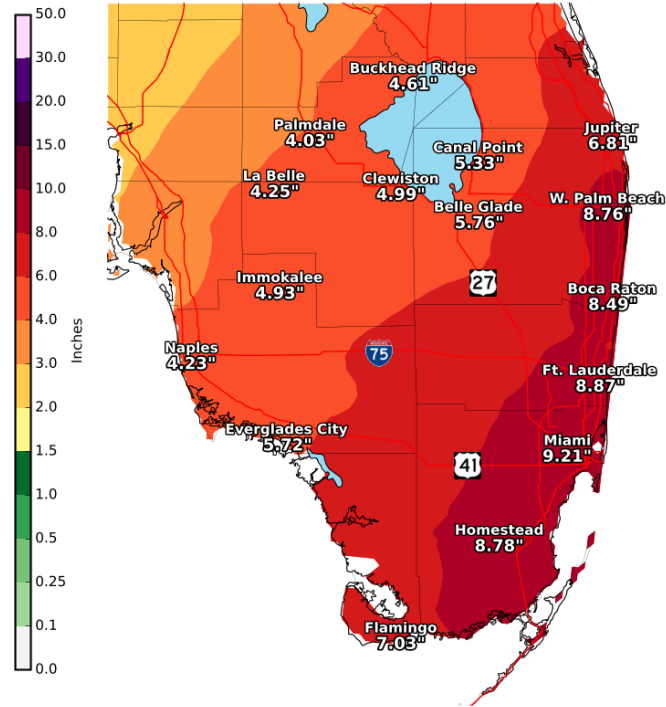 50.0
30.0
20.0
15.0
10.0
8.0
6.0
4.0
3.0
2.0
1.5
1.0
0.5
0.25
0.1
0.0
Inches
Buckhead Ridge
4.61"
Palmdale
4.03"
Jupiter
6.81"
Canal Point
5.33"
La Belle
4.25"
Clewiston
4.99"
W. Palm Beach
8.76"
Belle Glade
5.76"
Immokalee
4.93"
27
Boca Raton
8.49"
Naples
4.23"
75
Ft. Lauderdale
8.87"
Everglades City
5.72"
Miami
9.21"
41
Homestead
8.78"
Flamingo
7.03"